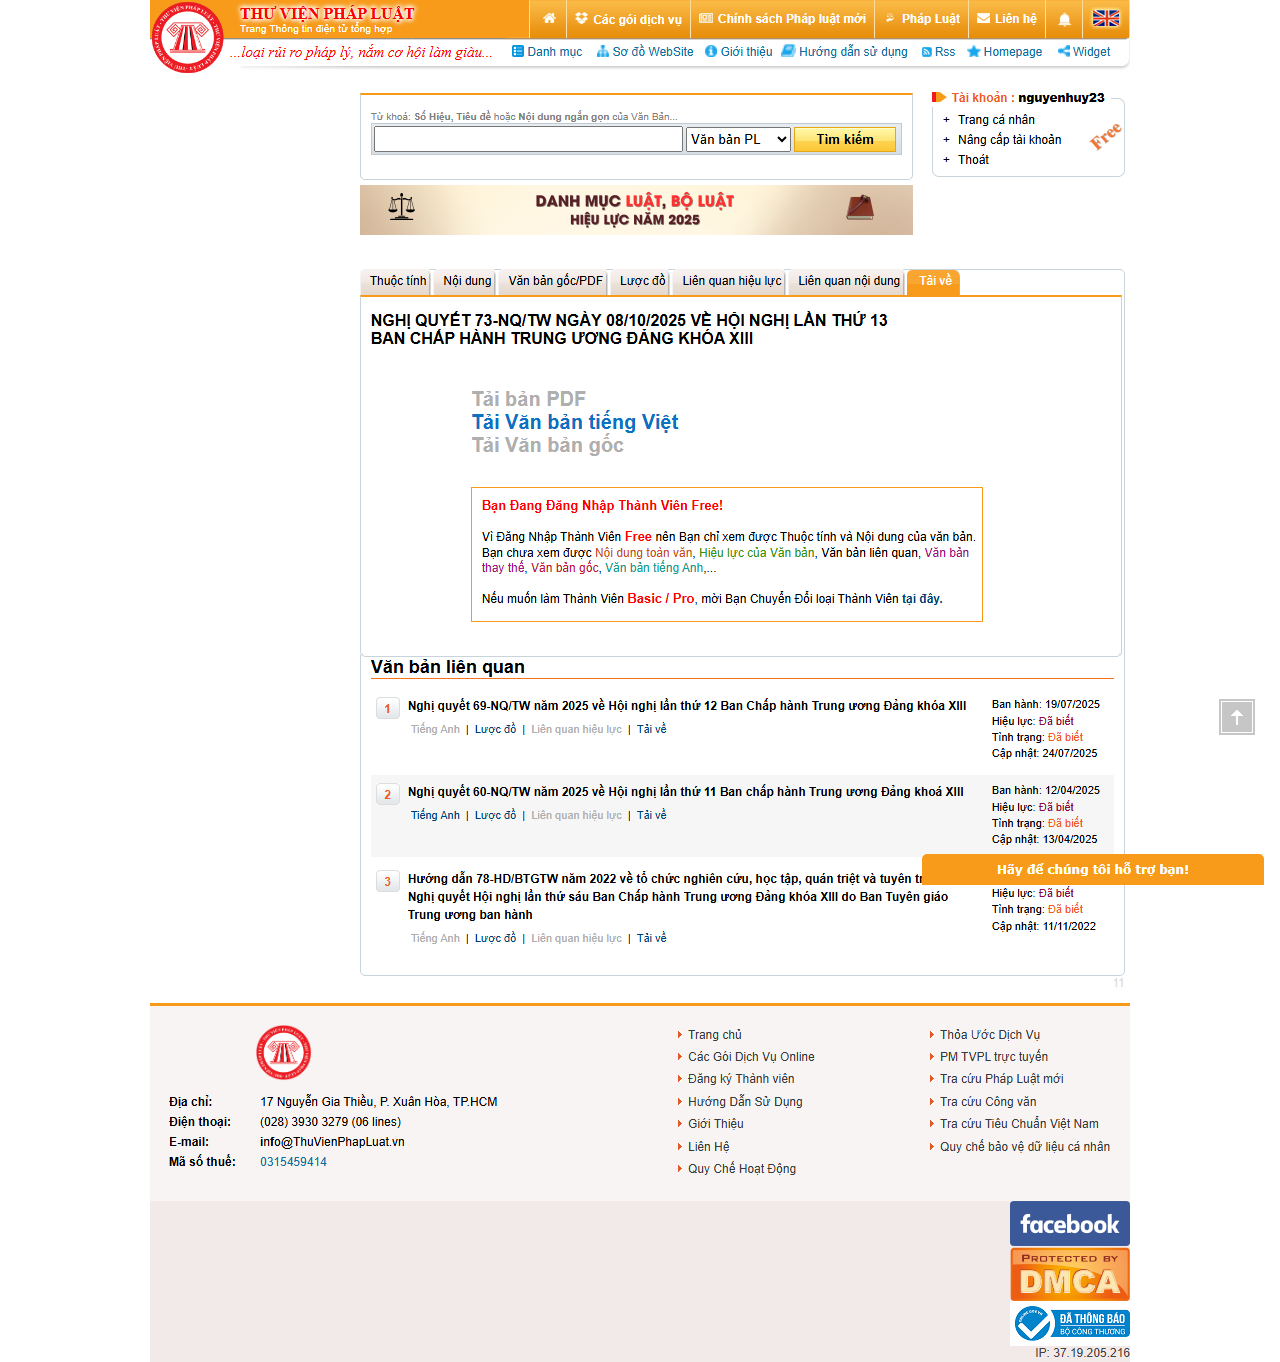 THƯ VIỆN PHÁP LUẬT
Trang Thông tin điện tử tổng hợp
Các gói dịch vụ
Chính sách Pháp luật mới
Pháp Luật
Liên hệ
...loại rủi ro pháp lý, nắm cơ hội làm giàu...
Danh mục
Sơ đồ WebSite
Giới thiệu
Hướng dẫn sử dụng
Rss
Homepage
Widget
Từ khoá: Số Hiệu, Tiêu đề hoặc Nội dung ngắn gọn của Văn Bản...
Văn bản PL
Tìm kiếm
Tài khoản : nguyenhuy23
+ Trang cá nhân
+ Nâng cấp tài khoản
+ Thoát
Free
DANH MỤC LUẬT, BỘ LUẬT
HIỆU LỰC NĂM 2025
Thuộc tính
Nội dung
Văn bản gốc/PDF
Lược đồ
Liên quan hiệu lực
Liên quan nội dung
Tải về
NGHỊ QUYẾT 73-NQ/TW NGÀY 08/10/2025 VỀ HỘI NGHỊ LẦN THỨ 13
BAN CHẤP HÀNH TRUNG ƯƠNG ĐẢNG KHÓA XIII
Tải bản PDF
Tải Văn bản tiếng Việt
Tải Văn bản gốc
Bạn Đang Đăng Nhập Thành Viên Free!
Vì Đăng Nhập Thành Viên Free nên Bạn chỉ xem được Thuộc tính và Nội dung của văn bản.
Bạn chưa xem được Nội dung toàn văn, Hiệu lực của Văn bản, Văn bản liên quan, Văn bản
thay thế, Văn bản gốc, Văn bản tiếng Anh,...
Nếu muốn làm Thành Viên Basic / Pro, mời Bạn Chuyển Đổi loại Thành Viên tại đây.
Văn bản liên quan
1
Nghị quyết 69-NQ/TW năm 2025 về Hội nghị lần thứ 12 Ban Chấp hành Trung ương Đảng khóa XIII
Tiếng Anh | Lược đồ | Liên quan hiệu lực | Tải về
Ban hành: 19/07/2025
Hiệu lực: Đã biết
Tình trạng: Đã biết
Cập nhật: 24/07/2025
2
Nghị quyết 60-NQ/TW năm 2025 về Hội nghị lần thứ 11 Ban chấp hành Trung ương Đảng khoá XIII
Tiếng Anh | Lược đồ | Liên quan hiệu lực | Tải về
Ban hành: 12/04/2025
Hiệu lực: Đã biết
Tình trạng: Đã biết
Cập nhật: 13/04/2025
Hãy để chúng tôi hỗ trợ bạn!
3
Hướng dẫn 78-HD/BTGTW năm 2022 về tổ chức nghiên cứu, học tập, quán triệt và tuyên
Nghị quyết Hội nghị lần thứ sáu Ban Chấp hành Trung ương Đảng khóa XIII do Ban Tuyên giáo
Trung ương ban hành
Tiếng Anh | Lược đồ | Liên quan hiệu lực | Tải về
Hiệu lực: Đã biết
Tình trạng: Đã biết
Cập nhật: 11/11/2022
11
Địa chỉ: 17 Nguyễn Gia Thiều, P. Xuân Hòa, TP.HCM
Điện thoại: (028) 3930 3279 (06 lines)
E-mail: info@ThuVienPhapLuat.vn
Mã số thuế: 0315459414
Trang chủ
Các Gói Dịch Vụ Online
Đăng ký Thành viên
Hướng Dẫn Sử Dụng
Giới Thiệu
Liên Hệ
Quy Chế Hoạt Động
Thỏa Ước Dịch Vụ
PM TVPL trực tuyến
Tra cứu Pháp Luật mới
Tra cứu Công văn
Tra cứu Tiêu Chuẩn Việt Nam
Quy chế bảo vệ dữ liệu cá nhân
facebook
PROTECTED BY
DMCA
ĐÃ THÔNG BÁO
BỘ CÔNG THƯƠNG
IP: 37.19.205.216